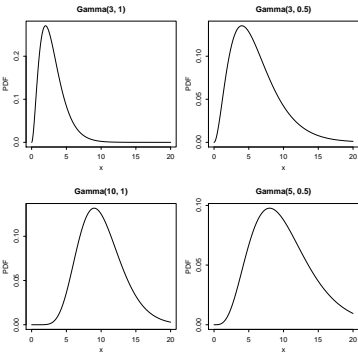 Gamma(3, 1)
PDF
0.0 0.1 0.2
0 5 10 15 20
x
Gamma(3, 0.5)
PDF
0.00 0.05 0.10
0 5 10 15 20
x
Gamma(10, 1)
PDF
0.00 0.05 0.10
0 5 10 15 20
x
Gamma(5, 0.5)
PDF
0.00 0.05 0.10
0 5 10 15 20
x